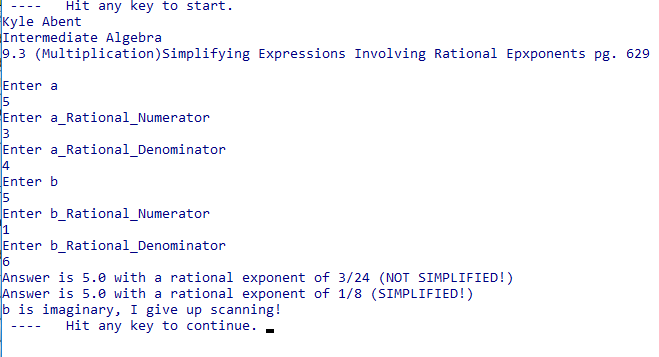 ----   Hit any key to start.
Kyle Abent
Intermediate Algebra
9.3 (Multiplication)Simplifying Expressions Involving Rational Epxponents pg. 629
Enter a
5
Enter a_Rational_Numerator
3
Enter a_Rational_Denominator
4
Enter b
5
Enter b_Rational_Numerator
1
Enter b_Rational_Denominator
6
Answer is 5.0 with a rational exponent of 3/24 (NOT SIMPLIFIED!)
Answer is 5.0 with a rational exponent of 1/8 (SIMPLIFIED!)
b is imaginary, I give up scanning!
----   Hit any key to continue.